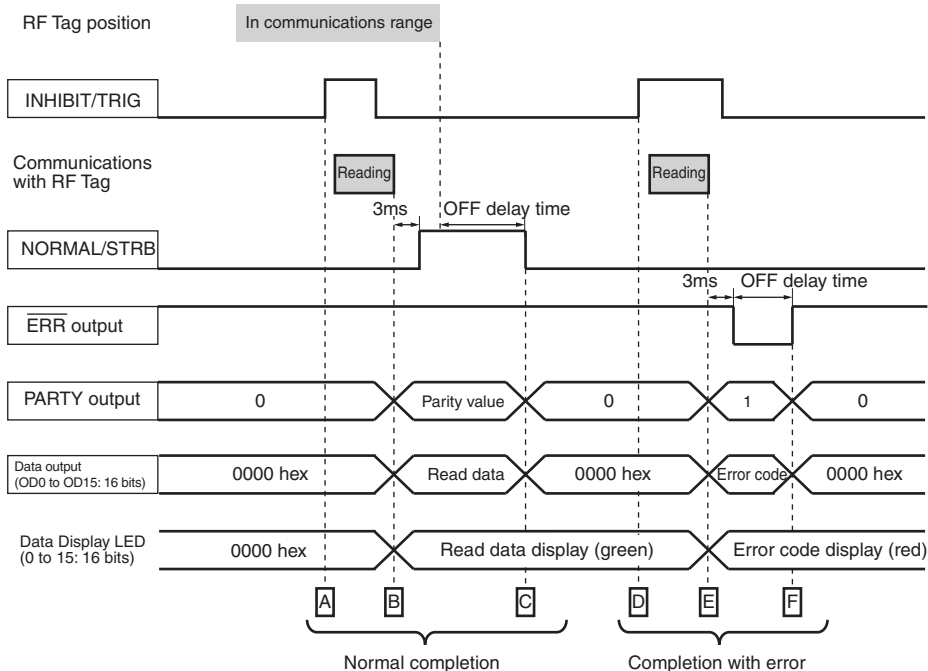 RF Tag position
In communications range
INHIBIT/TRIG
Communications
with RF Tag
Reading
Reading
3ms
OFF delay time
NORMAL/STRB
3ms
OFF delay time
ERR output
PARTY output
0
Parity value
0
1
0
Data output
(OD0 to OD15: 16 bits)
0000 hex
Read data
0000 hex
Error code
0000 hex
Data Display LED
(0 to 15: 16 bits)
0000 hex
Read data display (green)
Error code display (red)
A
B
C
D
E
F
Normal completion
Completion with error